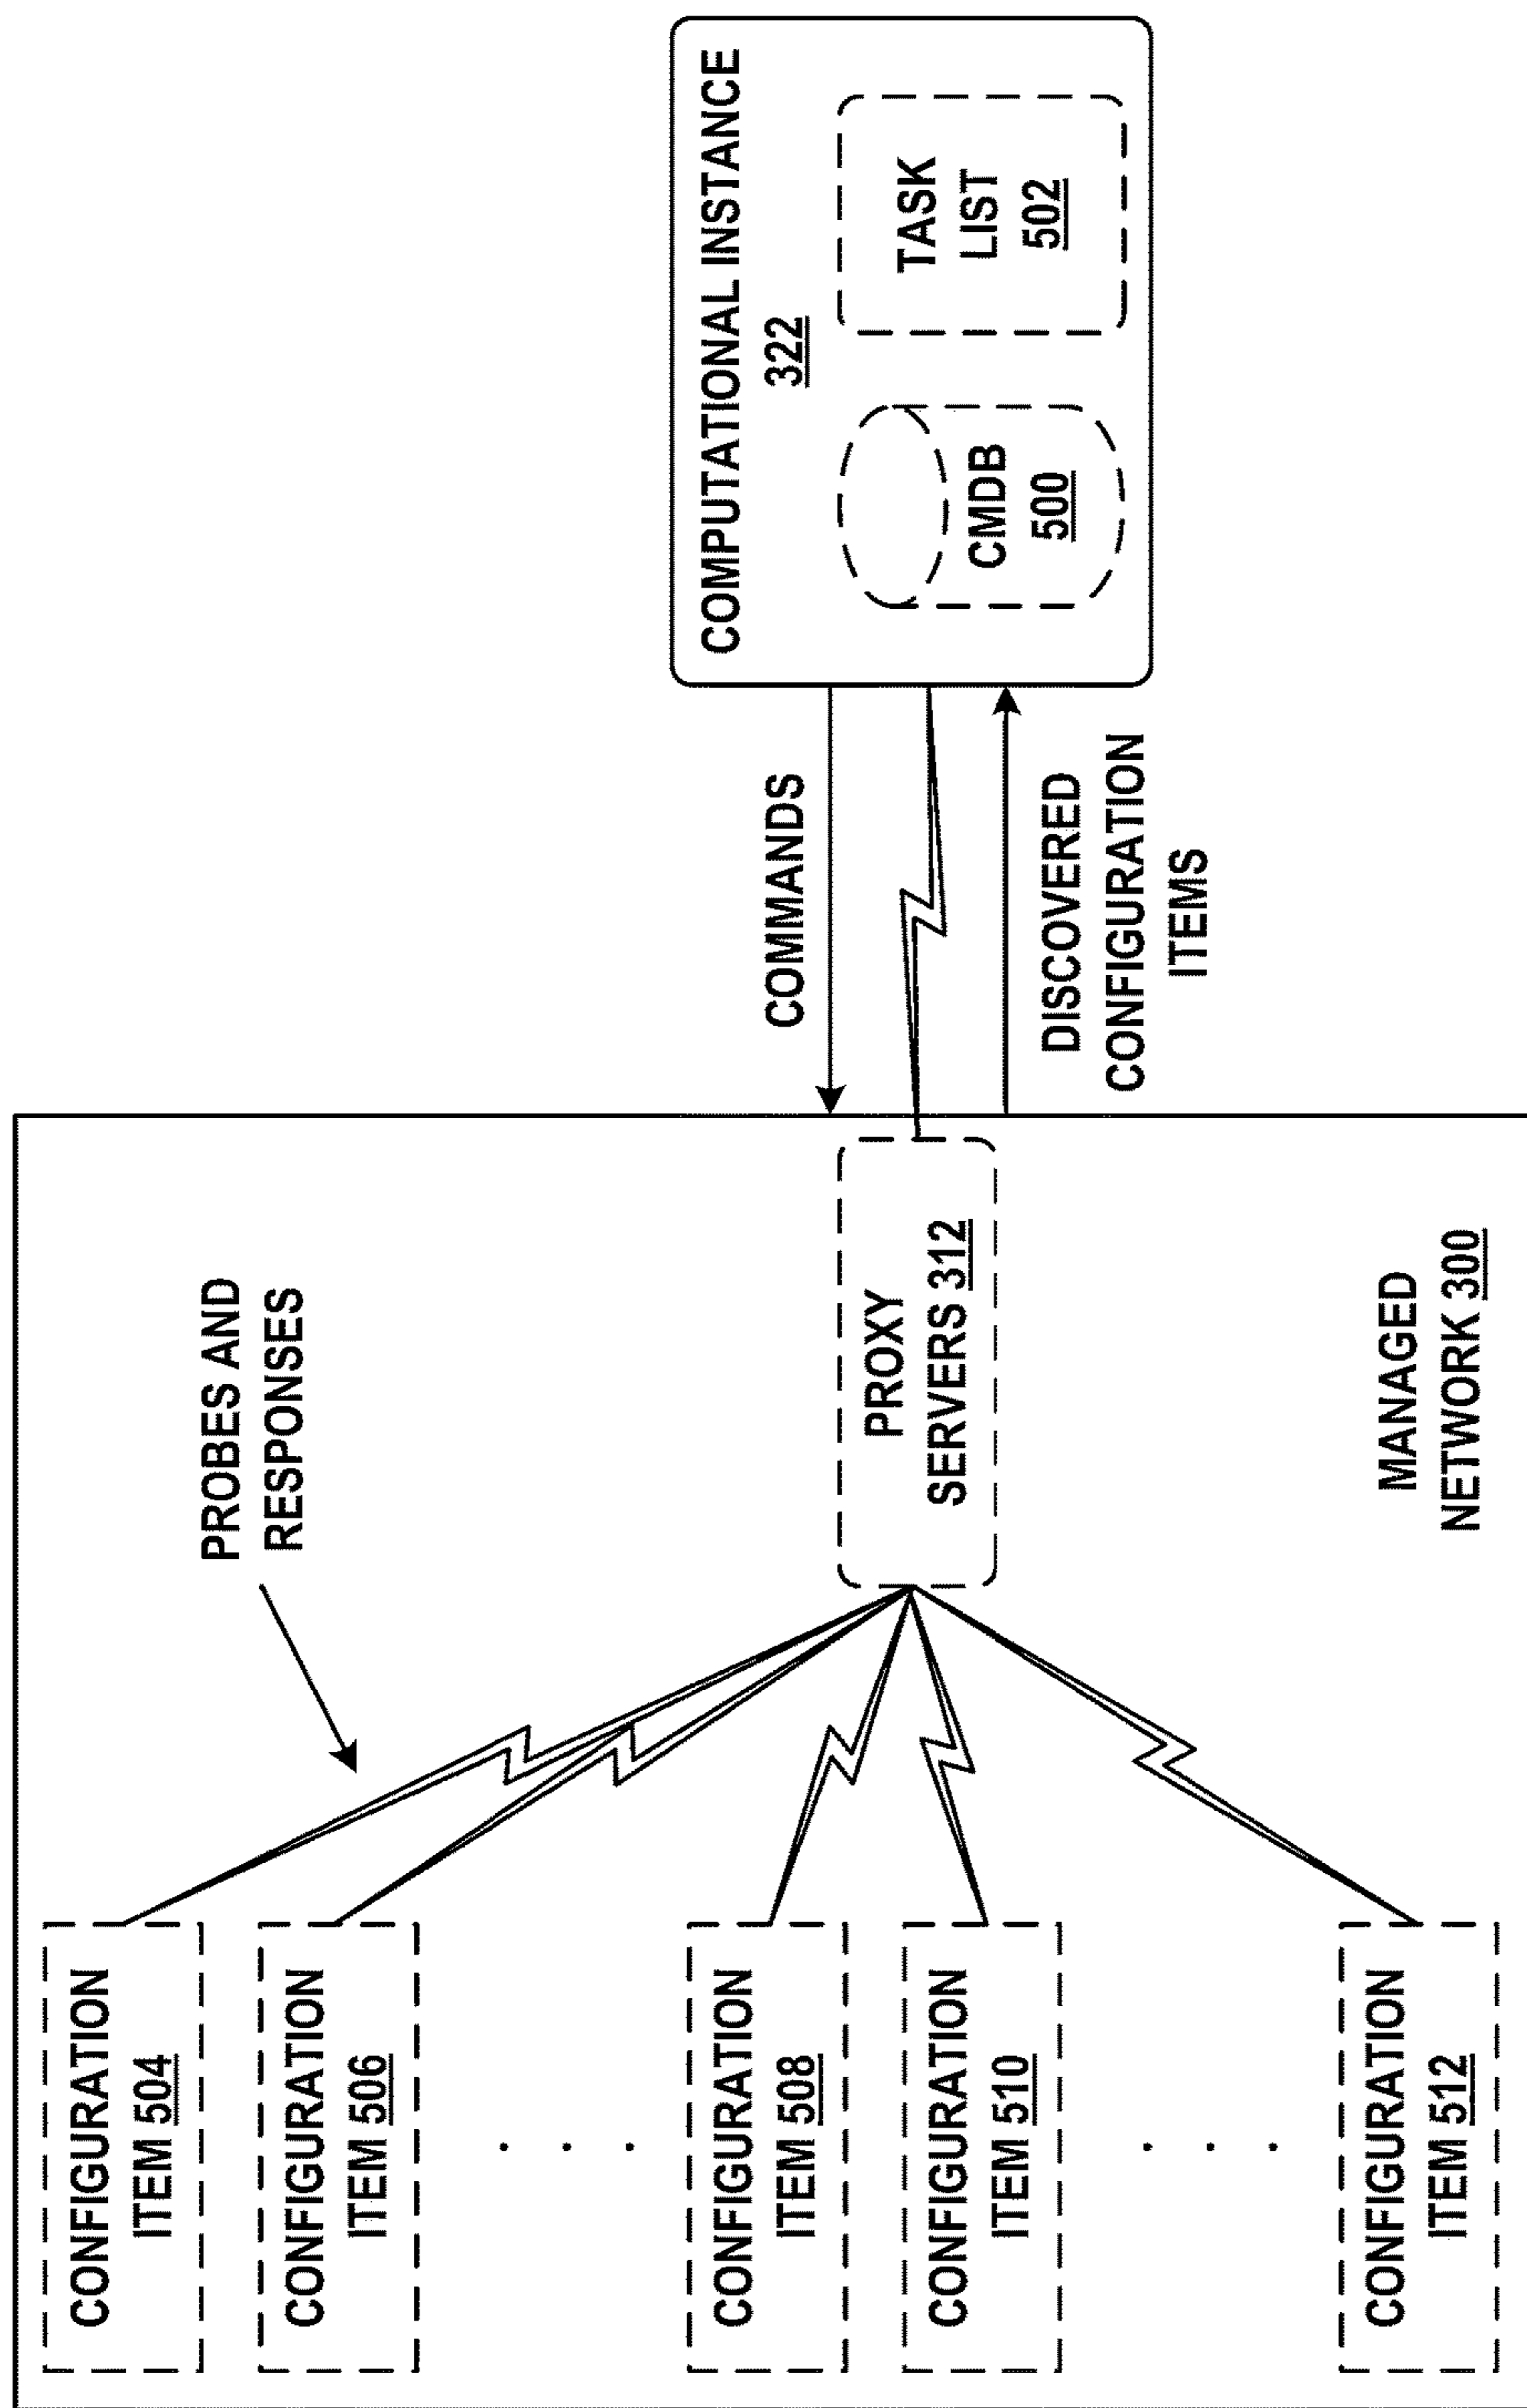 COMPUTATIONAL INSTANCE
322
CMDB
500
TASK
LIST
502
COMMANDS
DISCOVERED
CONFIGURATION
ITEMS
PROBES AND
RESPONSES
PROXY
SERVERS 312
MANAGED
NETWORK 300
CONFIGURATION
ITEM 504
CONFIGURATION
ITEM 506
CONFIGURATION
ITEM 508
CONFIGURATION
ITEM 510
CONFIGURATION
ITEM 512